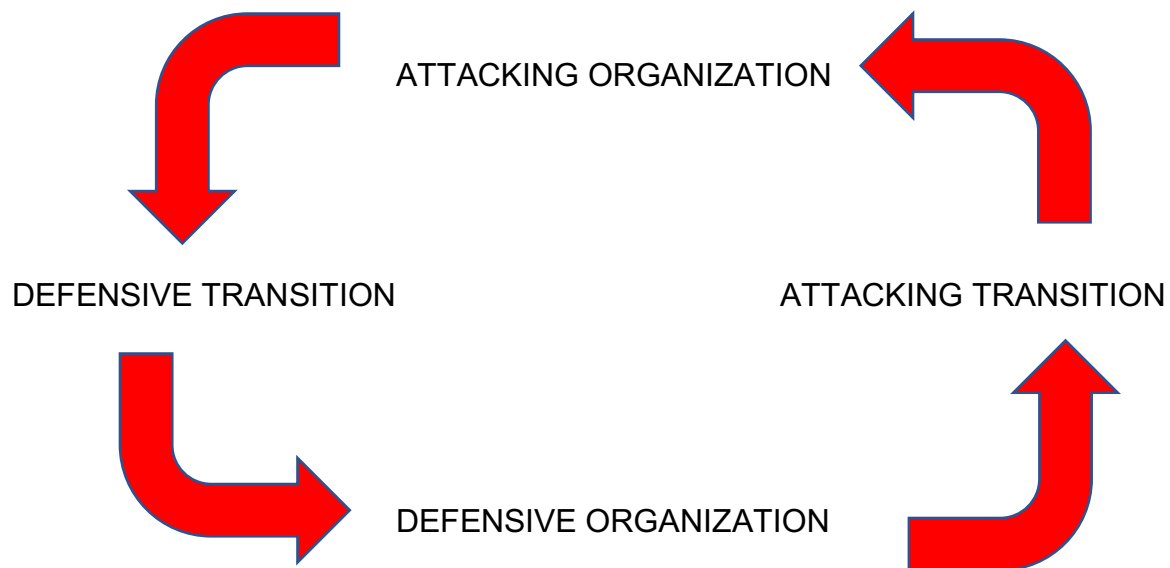 ATTACKING ORGANIZATION
DEFENSIVE TRANSITION
ATTACKING TRANSITION
DEFENSIVE ORGANIZATION